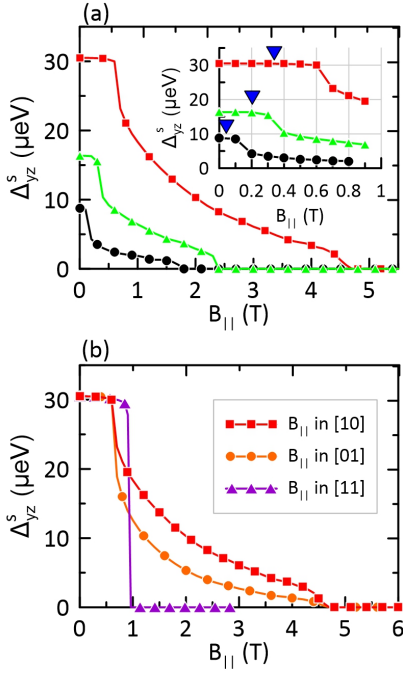 (a)
Δ^s_yz (μeV)
30
20
10
0
0 1 2 3 4 5
B_|| (T)
Δ^s_yz (μeV)
30
20
10
0
0 0.2 0.4 0.6 0.8 1
B_|| (T)
(b)
Δ^s_yz (μeV)
30
20
10
0
B_|| in [10]
B_|| in [01]
B_|| in [11]
0 1 2 3 4 5 6
B_|| (T)